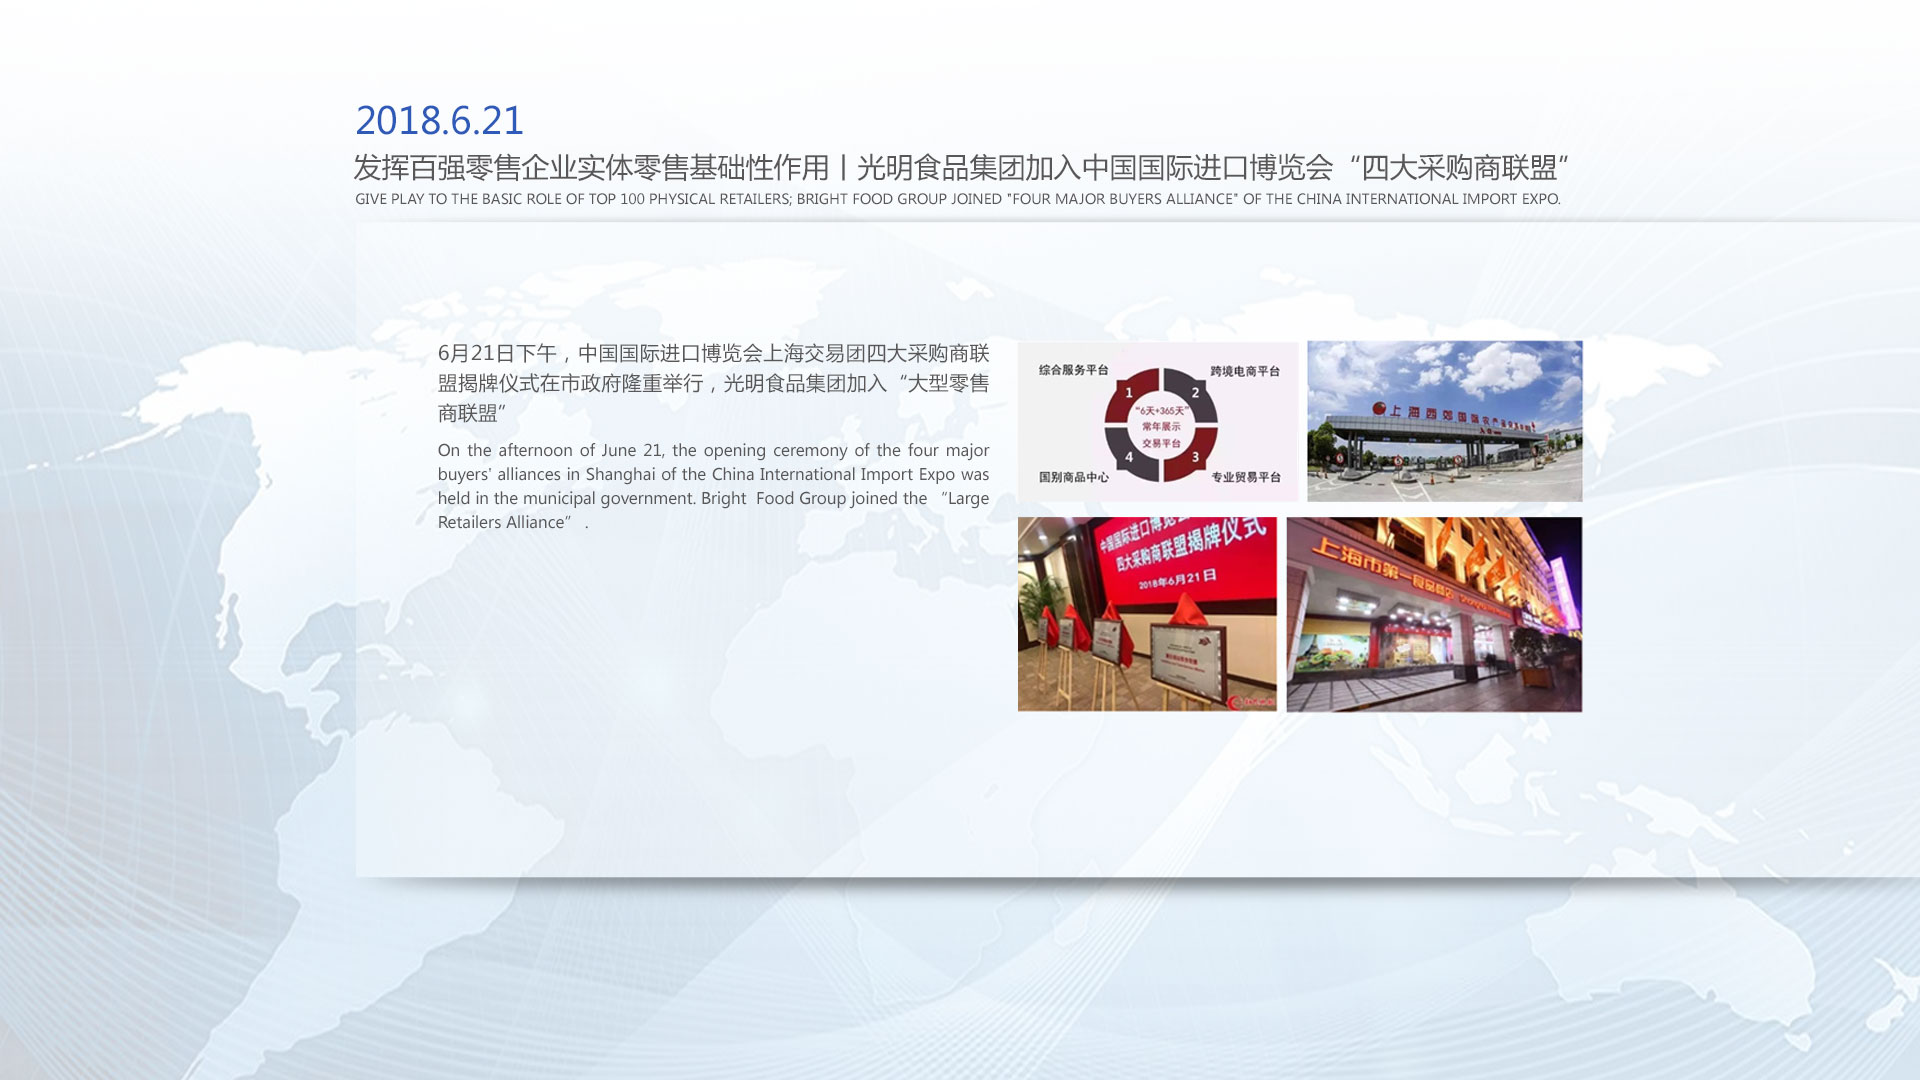 2018.6.21
发挥百强零售企业实体零售基础性作用丨光明食品集团加入中国国际进口博览会“四大采购商联盟”
GIVE PLAY TO THE BASIC ROLE OF TOP 100 PHYSICAL RETAILERS; BRIGHT FOOD GROUP JOINED "FOUR MAJOR BUYERS ALLIANCE" OF THE CHINA INTERNATIONAL IMPORT EXPO.
6月21日下午，中国国际进口博览会上海交易团四大采购商联
盟揭牌仪式在市政府隆重举行，光明食品集团加入“大型零售
商联盟”
On the afternoon of June 21, the opening ceremony of the four major
buyers' alliances in Shanghai of the China International Import Expo was
held in the municipal government. Bright Food Group joined the “Large
Retailers Alliance” .
综合服务平台
跨境电商平台
1
2
“6天+365天”
常年展示
交易平台
4
3
国别商品中心
专业贸易平台
上海西郊国际农产品
中国国际进口博览
四大采购商联盟揭牌仪式
2018年6月21日
上海市第一食品商店